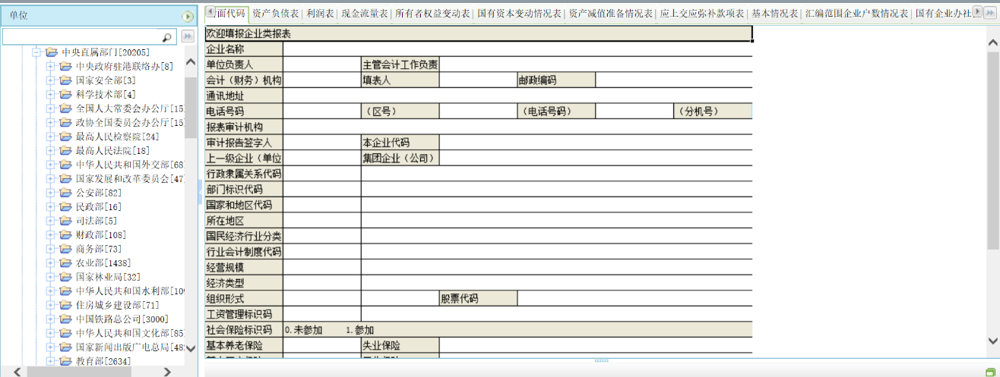 单位
中央直属部门[20205]
中央政府驻港联络办[8]
国家安全部[3]
科学技术部[4]
全国人大常委会办公厅[15
政协全国委员会办公厅[15
最高人民检察院[24]
最高人民法院[18]
中华人民共和国外交部[68
国家发展和改革委员会[47
公安部[82]
民政部[16]
司法部[5]
财政部[108]
商务部[73]
农业部[1438]
国家林业局[32]
中华人民共和国水利部[109
住房城乡建设部[71]
中国铁路总公司[3000]
中华人民共和国文化部[85
国家新闻出版广电总局[482
教育部[2634]
面代码 资产负债表 利润表 现金流量表 所有者权益变动表 国有资本变动情况表 资产减值准备情况表 应上交应弥补款项表 基本情况表 汇编范围企业户数情况表 国有企业办社
欢迎填报企业类报表
企业名称
单位负责人 主管会计工作负责
会计（财务）机构 填表人 邮政编码
通讯地址
电话号码 （区号） （电话号码） （分机号）
报表审计机构
审计报告签字人 本企业代码
上一级企业（单位 集团企业（公司）
行政隶属关系代码
部门标识代码
国家和地区代码
所在地区
国民经济行业分类
行业会计制度代码
经营规模
经济类型
组织形式 股票代码
工资管理标识码
社会保险标识码 0.未参加 1.参加
基本养老保险 失业保险